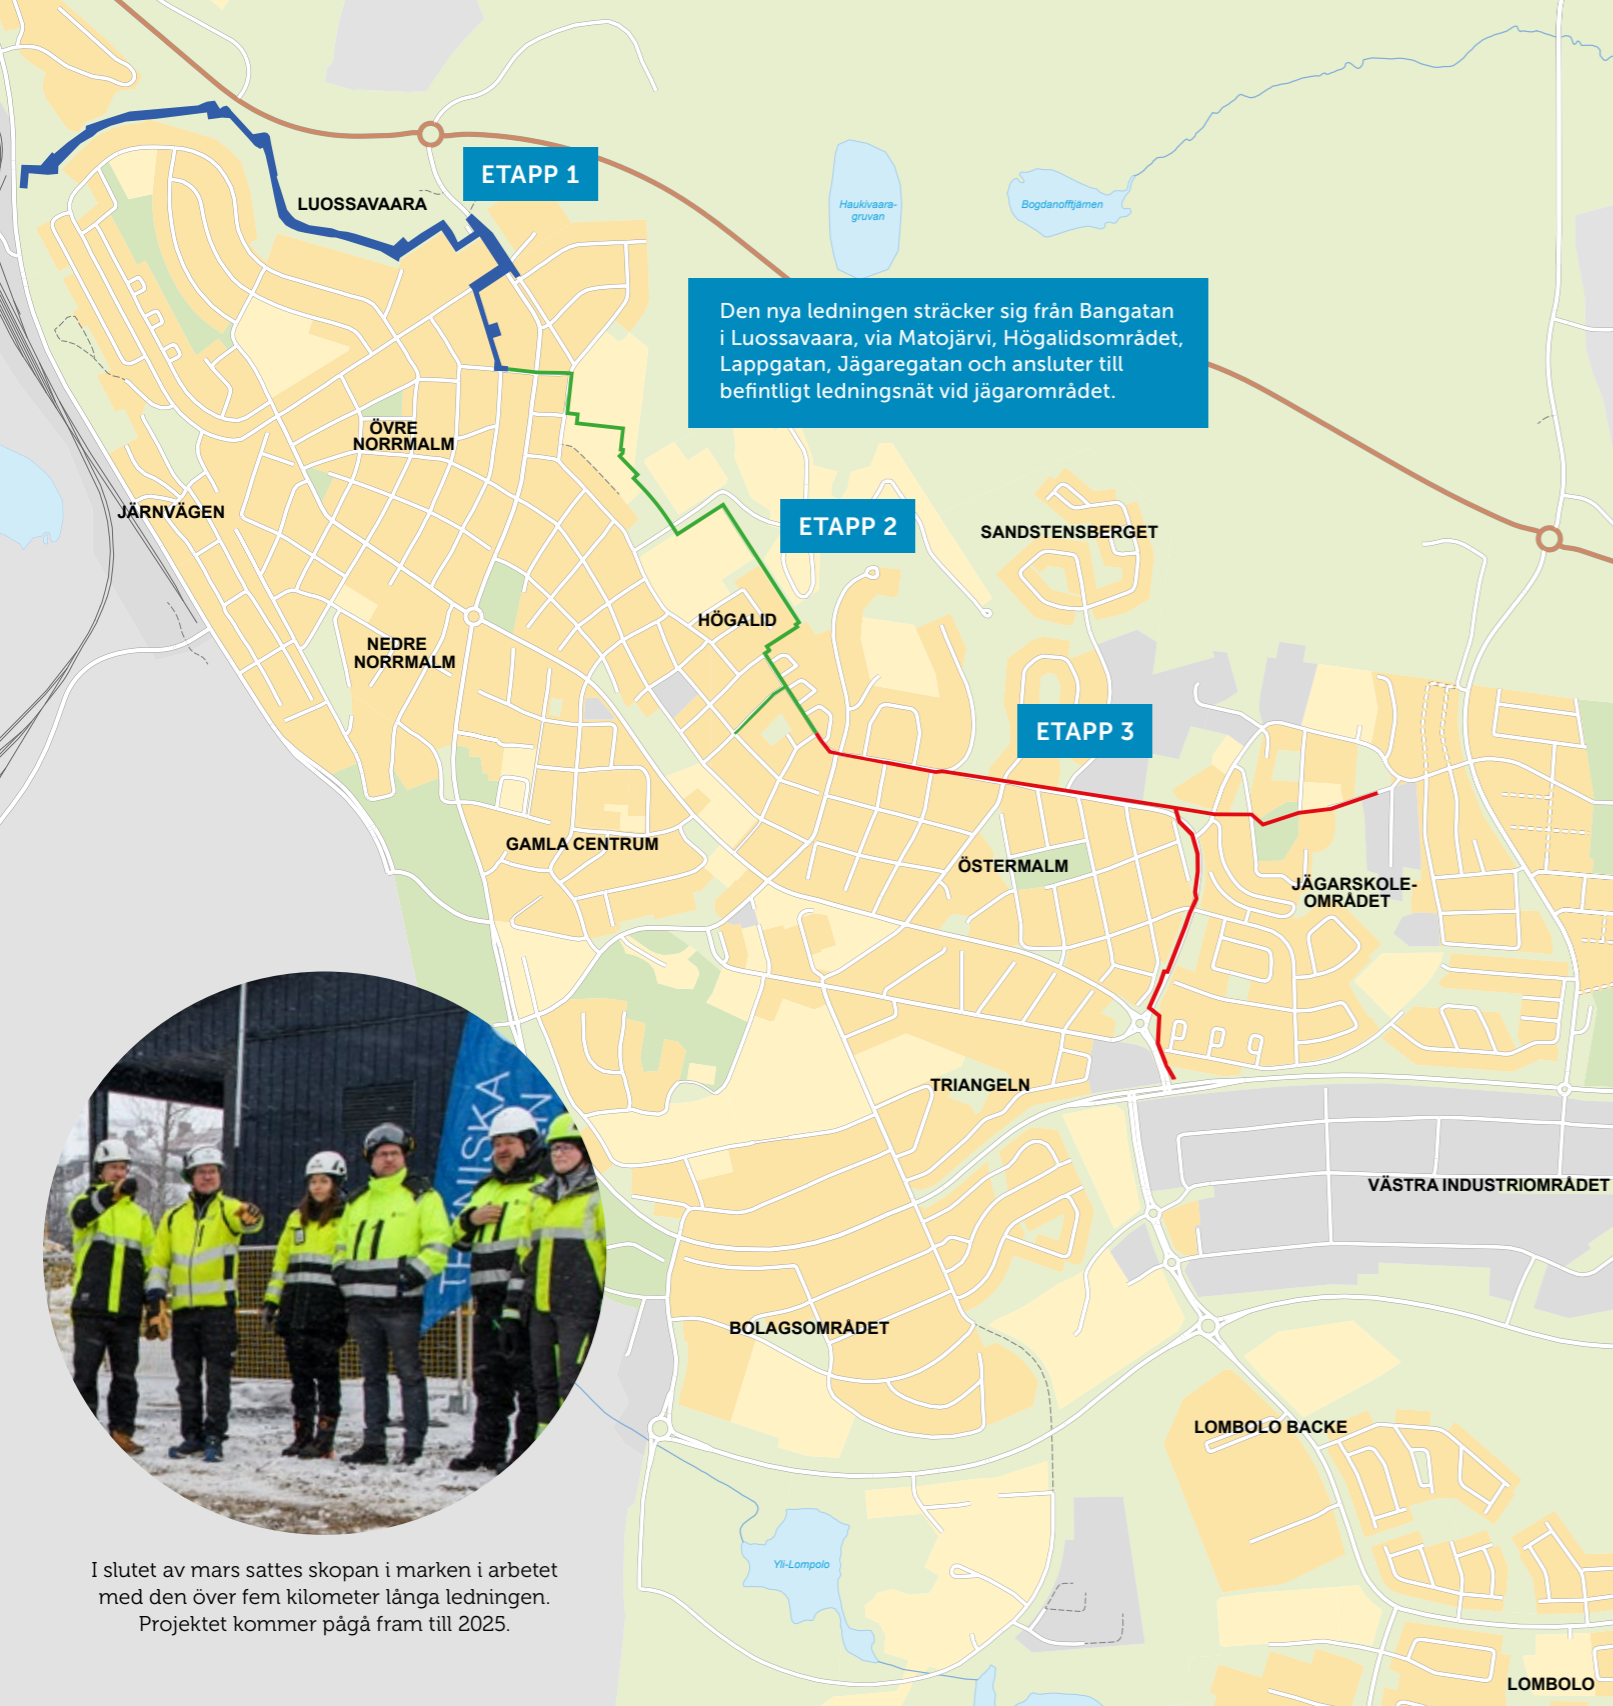 ETAPP 1
LUOSSAVAARA
Haukivaara-
gruvan
Bogdanofftjärnen
Den nya ledningen sträcker sig från Bangatan
i Luossavaara, via Matojärvi, Högalidsområdet,
Lappgatan, Jägaregatan och ansluter till
befintligt ledningsnät vid jägarområdet.
ÖVRE
NORRMALM
JÄRNVÄGEN
ETAPP 2
SANDSTENSBERGET
HÖGALID
NEDRE
NORRMALM
ETAPP 3
GAMLA CENTRUM
ÖSTERMALM
JÄGARSKOLE-
OMRÅDET
TRIANGELN
VÄSTRA INDUSTRIOMRÅDET
BOLAGSOMRÅDET
LOMBOLO BACKE
Yli-Lompolo
LOMBOLO
I slutet av mars sattes skopan i marken i arbetet
med den över fem kilometer långa ledningen.
Projektet kommer pågå fram till 2025.